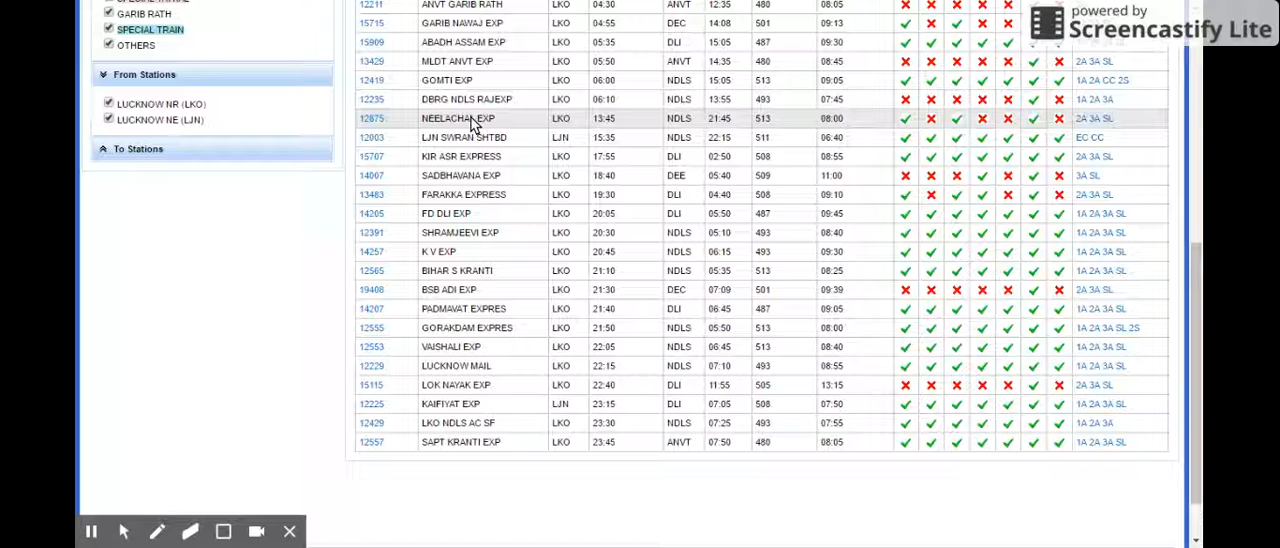 powered by
Screencastify Lite
GARIB RATH
SPECIAL TRAIN
OTHERS
From Stations
LUCKNOW NR (LKO)
LUCKNOW NE (LJN)
To Stations
12211 ANVT GARIB RATH LKO 04:30 ANVT 12:35 480 08:05
15715 GARIB NAWAJ EXP LKO 04:55 DEC 14:08 501 09:13
15909 ABADH ASSAM EXP LKO 05:35 DLI 15:05 487 09:30
13429 MLDT ANVT EXP LKO 05:50 ANVT 14:35 480 08:45 2A 3A SL
12419 GOMTI EXP LKO 06:00 NDLS 15:05 513 09:05 1A 2A CC 2S
12235 DBRG NDLS RAJEXP LKO 06:10 NDLS 13:55 493 07:45 1A 2A 3A
12875 NEELACHAL EXP LKO 13:45 NDLS 21:45 513 08:00 2A 3A SL
12003 LJN SWRAN SHTBD LJN 15:35 NDLS 22:15 511 06:40 EC CC
15707 KIR ASR EXPRESS LKO 17:55 DLI 02:50 508 08:55 2A 3A SL
14007 SADBHAVANA EXP LKO 18:40 DEE 05:40 509 11:00 3A SL
13483 FARAKKA EXPRESS LKO 19:30 DLI 04:40 508 09:10 2A 3A SL
14205 FD DLI EXP LKO 20:05 DLI 05:50 487 09:45 1A 2A 3A SL
12391 SHRAMJEEVI EXP LKO 20:30 NDLS 05:10 493 08:40 1A 2A 3A SL
14257 K V EXP LKO 20:45 NDLS 06:15 493 09:30 1A 2A 3A SL
12565 BIHAR S KRANTI LKO 21:10 NDLS 05:35 513 08:25 1A 2A 3A SL
19408 BSB ADI EXP LKO 21:30 DEC 07:09 501 09:39 2A 3A SL
14207 PADMAVAT EXPRES LKO 21:40 DLI 06:45 487 09:05 1A 2A 3A SL
12555 GORAKDAM EXPRES LKO 21:50 NDLS 05:50 513 08:00 1A 2A 3A SL 2S
12553 VAISHALI EXP LKO 22:05 NDLS 06:45 513 08:40 1A 2A 3A SL
12229 LUCKNOW MAIL LKO 22:15 NDLS 07:10 493 08:55 1A 2A 3A SL
15115 LOK NAYAK EXP LKO 22:40 DLI 11:55 505 13:15 2A 3A SL
12225 KAIFIYAT EXP LJN 23:15 DLI 07:05 508 07:50 1A 2A 3A SL
12429 LKO NDLS AC SF LKO 23:30 NDLS 07:25 493 07:55 1A 2A 3A
12557 SAPT KRANTI EXP LKO 23:45 ANVT 07:50 480 08:05 1A 2A 3A SL